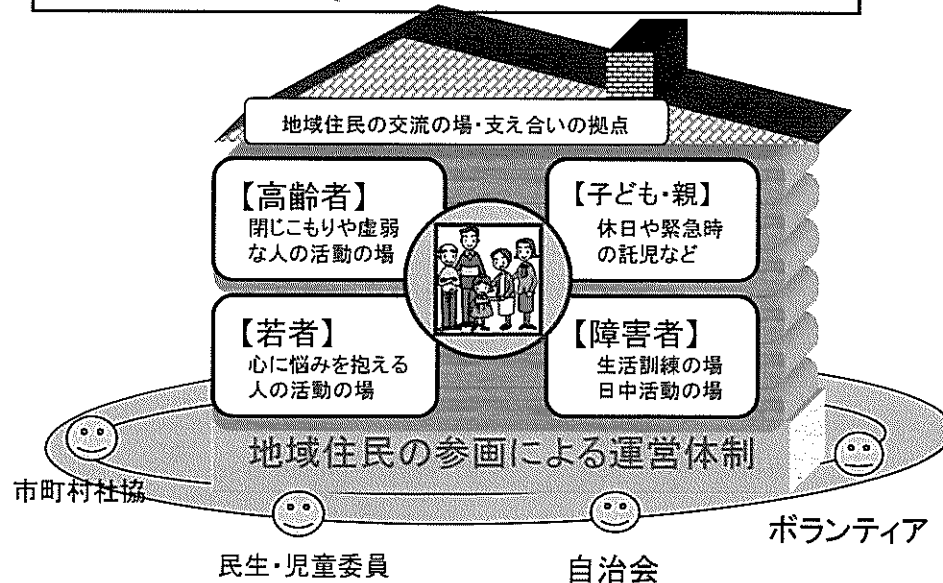 地域住民の交流の場・支え合いの拠点
【高齢者】
閉じこもりや虚弱
な人の活動の場
【子ども・親】
休日や緊急時
の託児など
【若者】
心に悩みを抱える
人の活動の場
【障害者】
生活訓練の場
日中活動の場
地域住民の参画による運営体制
市町村社協
民生・児童委員
自治会
ボランティア